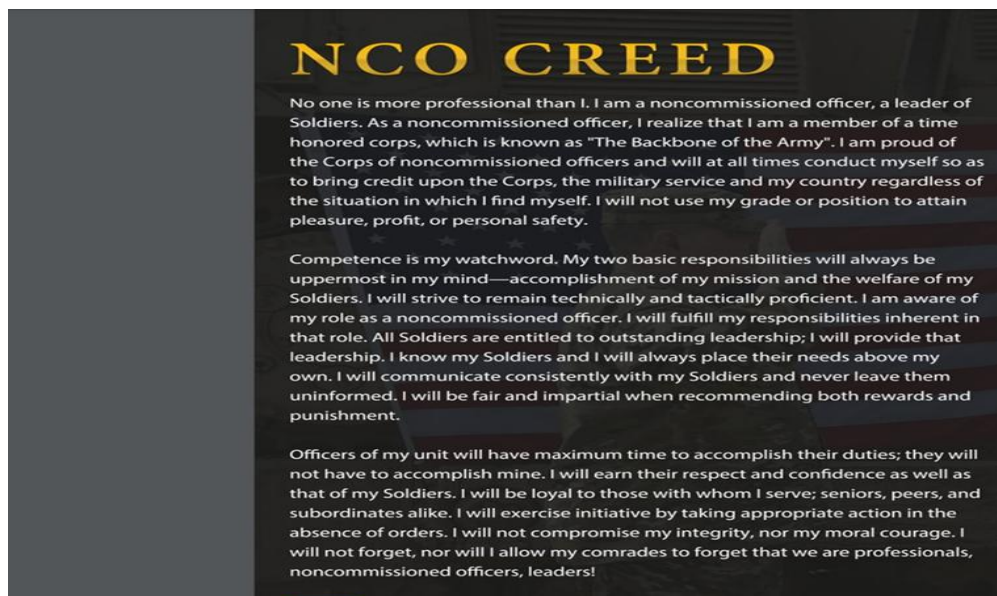 NCO CREED
No one is more professional than I. I am a noncommissioned officer, a leader of
Soldiers. As a noncommissioned officer, I realize that I am a member of a time
honored corps, which is known as "The Backbone of the Army". I am proud of
the Corps of noncommissioned officers and will at all times conduct myself so as
to bring credit upon the Corps, the military service and my country regardless of
the situation in which I find myself. I will not use my grade or position to attain
pleasure, profit, or personal safety.
Competence is my watchword. My two basic responsibilities will always be
uppermost in my mind—accomplishment of my mission and the welfare of my
Soldiers. I will strive to remain technically and tactically proficient. I am aware of
my role as a noncommissioned officer. I will fulfill my responsibilities inherent in
that role. All Soldiers are entitled to outstanding leadership; I will provide that
leadership. I know my Soldiers and I will always place their needs above my
own. I will communicate consistently with my Soldiers and never leave them
uninformed. I will be fair and impartial when recommending both rewards and
punishment.
Officers of my unit will have maximum time to accomplish their duties; they will
not have to accomplish mine. I will earn their respect and confidence as well as
that of my Soldiers. I will be loyal to those with whom I serve; seniors, peers, and
subordinates alike. I will exercise initiative by taking appropriate action in the
absence of orders. I will not compromise my integrity, nor my moral courage. I
will not forget, nor will I allow my comrades to forget that we are professionals,
noncommissioned officers, leaders!